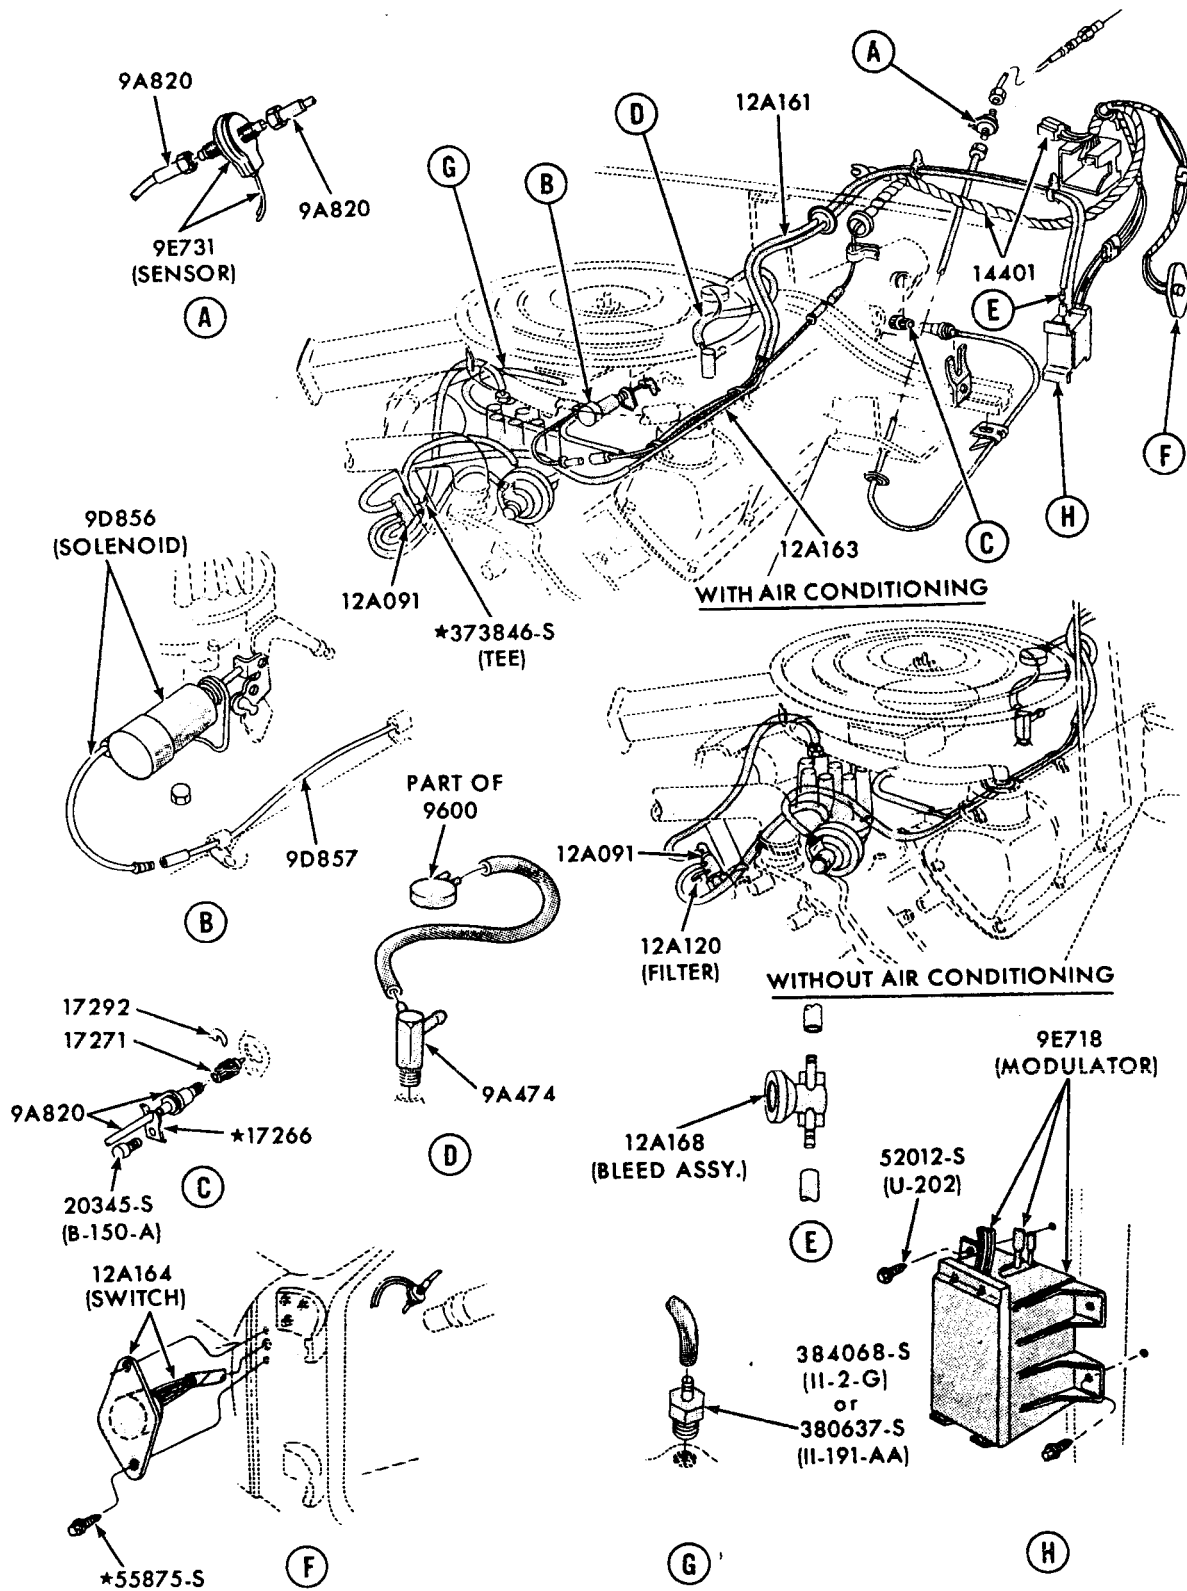 A
9A820
12A161
D
G
B
9A820
9E731
(SENSOR)
A
14401
E
F
H
C
9D856
(SOLENOID)
12A163
12A091
WITH AIR CONDITIONING
★373846-S
(TEE)
PART OF
9600
9D857
12A091
B
12A120
(FILTER)
WITHOUT AIR CONDITIONING
17292
17271
9A820
★17266
20345-S
(B-150-A)
C
9A474
D
12A168
(BLEED ASSY.)
E
9E718
(MODULATOR)
52012-S
(U-202)
12A164
(SWITCH)
★55875-S
F
384068-S
(II-2-G)
or
380637-S
(II-191-AA)
G
H